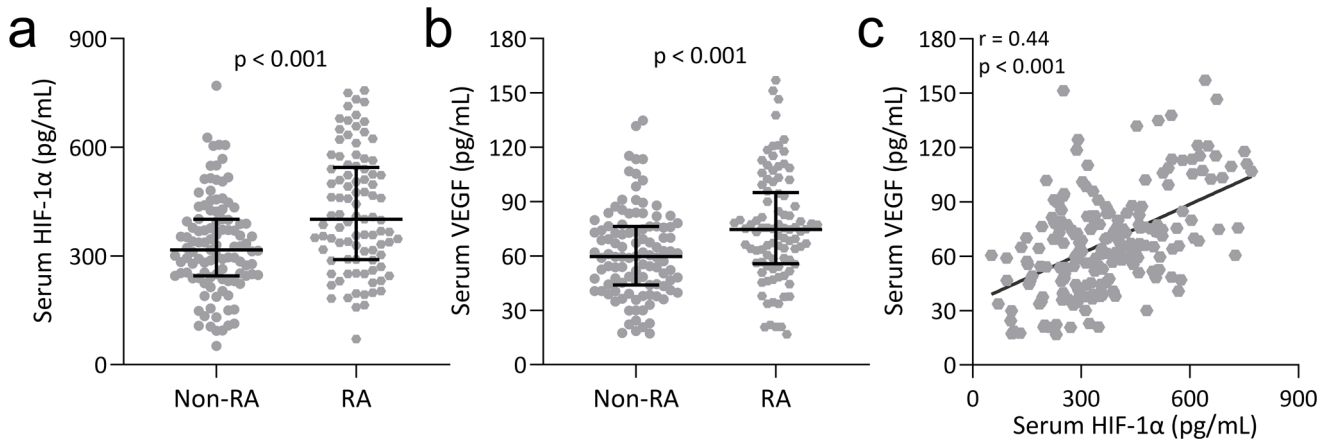 a
Serum HIF-1α (pg/mL)
900
600
300
0
p < 0.001
Non-RA
RA
b
Serum VEGF (pg/mL)
180
150
120
90
60
30
0
p < 0.001
Non-RA
RA
c
Serum VEGF (pg/mL)
180
150
120
90
60
30
0
r = 0.44
p < 0.001
0
300
600
900
Serum HIF-1α (pg/mL)